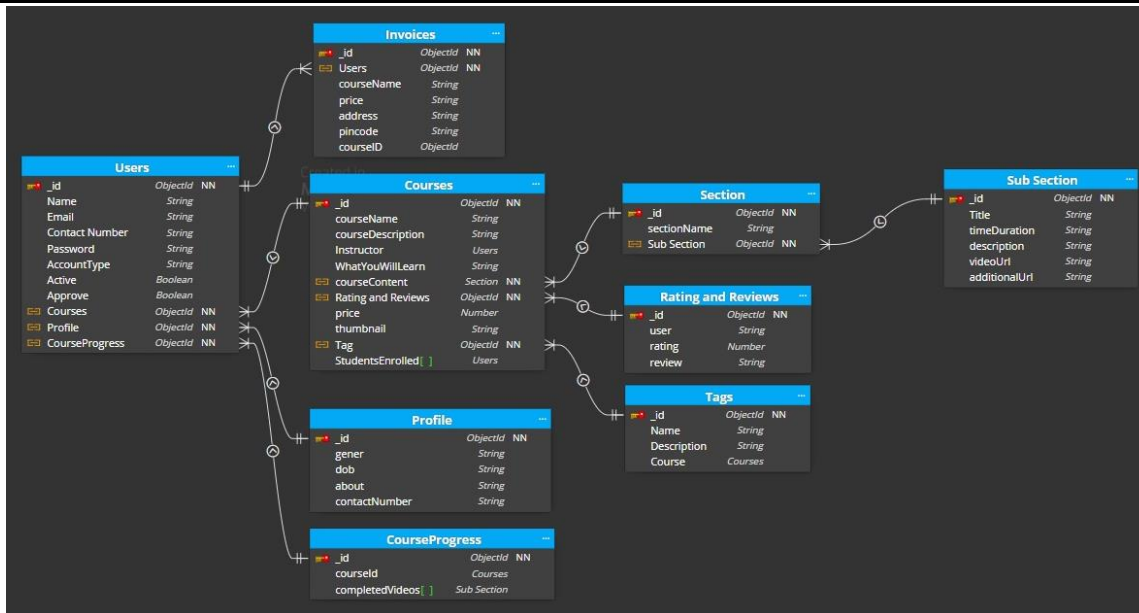 Invoices ...
_id ObjectId NN
Users ObjectId NN
courseName String
price String
address String
pincode String
courseID ObjectId
Users ...
_id ObjectId NN
Name String
Email String
Contact Number String
Password String
AccountType String
Active Boolean
Approve Boolean
Courses ObjectId NN
Profile ObjectId NN
CourseProgress ObjectId NN
Created in
Courses ...
_id ObjectId NN
courseName String
courseDescription String
Instructor Users
WhatYouWillLearn String
courseContent Section NN
Rating and Reviews ObjectId NN
price Number
thumbnail String
Tag ObjectId NN
StudentsEnrolled[ ] Users
Section ...
_id ObjectId NN
sectionName String
Sub Section ObjectId NN
Sub Section ...
_id ObjectId NN
Title String
timeDuration String
description String
videoUrl String
additionalUrl String
Rating and Reviews ...
_id ObjectId NN
user String
rating Number
review String
Tags ...
_id ObjectId NN
Name String
Description String
Course Courses
Profile ...
_id ObjectId NN
gener String
dob String
about String
contactNumber String
CourseProgress ...
_id ObjectId NN
courseId Courses
completedVideos[ ] Sub Section